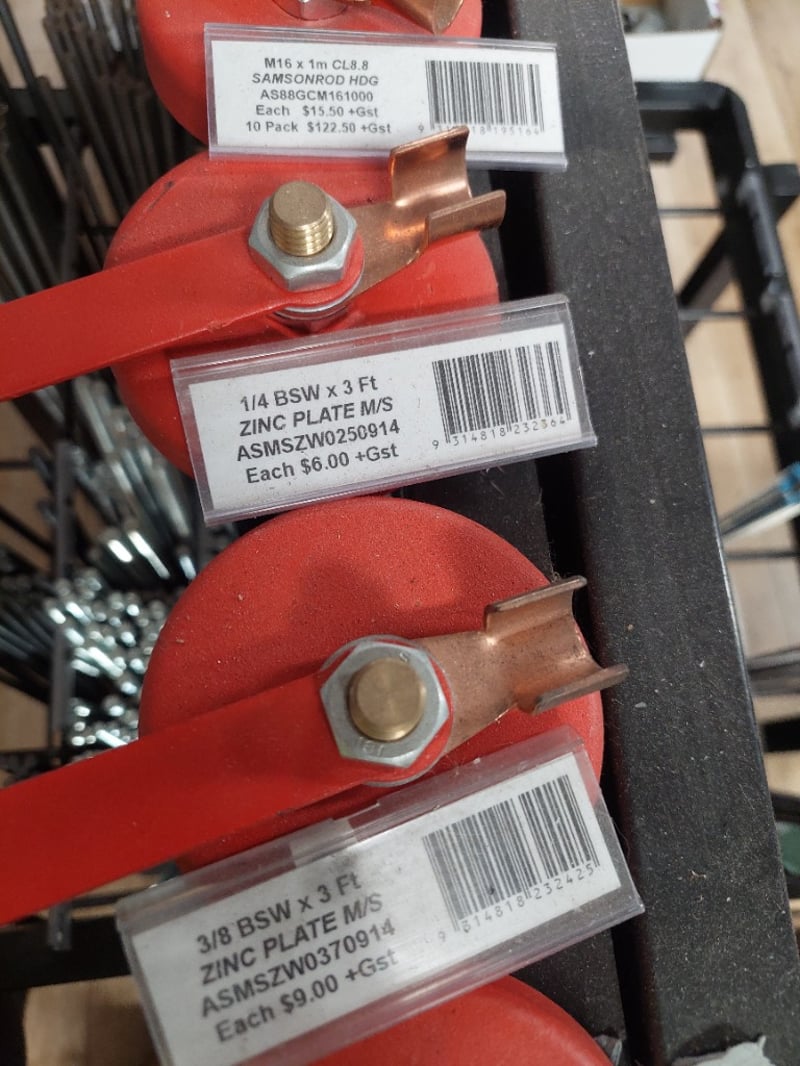 M16 x 1m CL8.8
SAMSONROD HDG
AS88GCM161000
Each $15.50 +Gst
10 Pack $122.50 +Gst
1/4 BSW x 3 Ft
ZINC PLATE M/S
ASMSZW0250914
Each $6.00 +Gst
9 314818 232364
3/8 BSW x 3 Ft
ZINC PLATE M/S
ASMSZW0370914
Each $9.00 +Gst
9 314818 232425